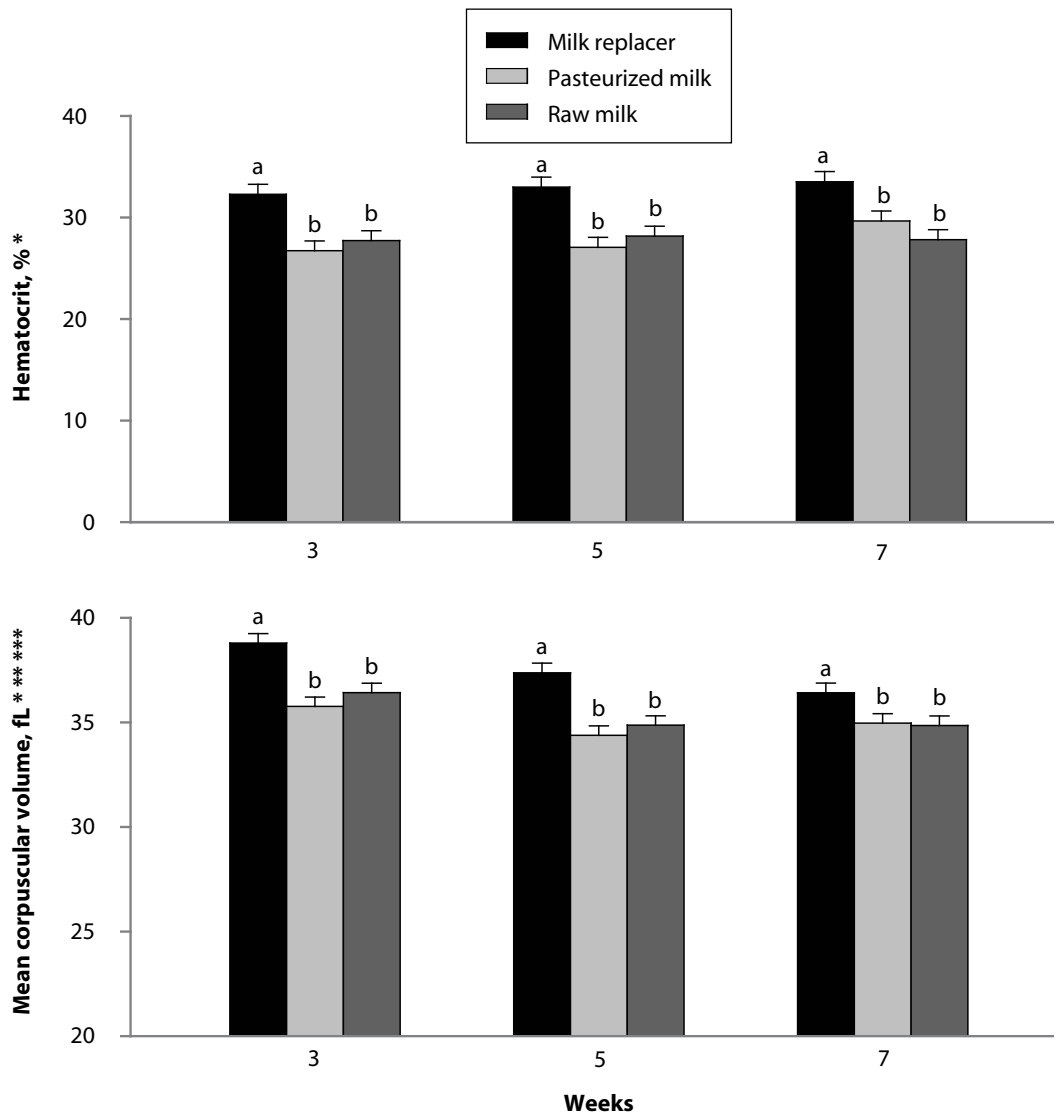 Milk replacer
Pasteurized milk
Raw milk
Hematocrit, % *
40
30
20
10
0
a
b
b
a
b
b
a
b
b
3
5
7
Mean corpuscular volume, fL * ** ***
40
35
30
25
20
a
b
b
a
b
b
a
b
b
3
5
7
Weeks